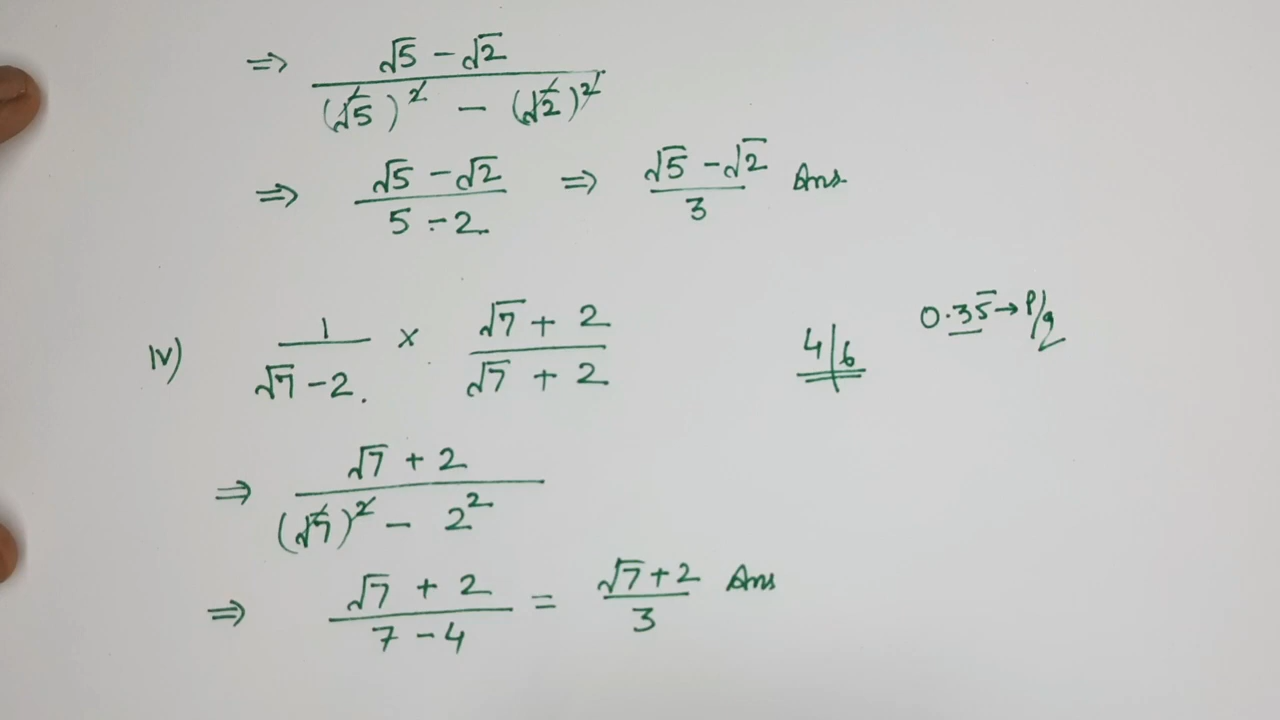 ⇒ (√5 − √2) / ((√5)² − (√2)²)
⇒ (√5 − √2) / (5 − 2) ⇒ (√5 − √2) / 3 Ans
iv) 1 / (√7 − 2) × (√7 + 2) / (√7 + 2)
4/6
0.35̅ → P/q
⇒ (√7 + 2) / ((√7)² − 2²)
⇒ (√7 + 2) / (7 − 4) = (√7 + 2) / 3 Ans